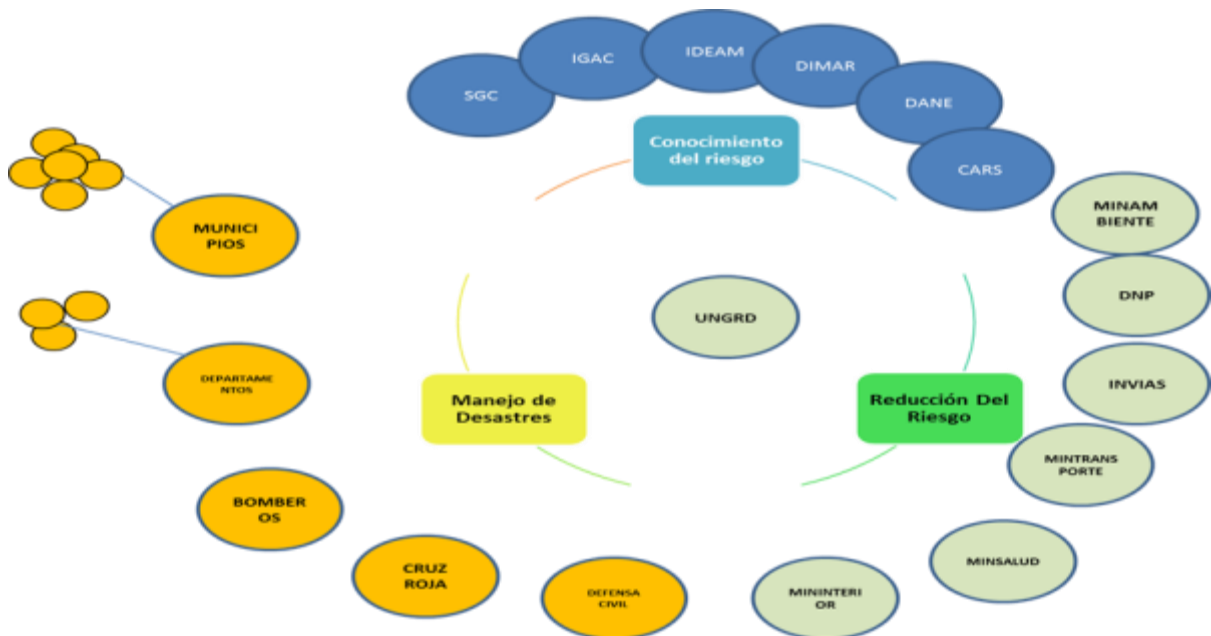 IDEAM
IGAC
DIMAR
SGC
DANE
Conocimiento
del riesgo
CARS
MINAM
BIENTE
MUNICI
PIOS
DNP
UNGRD
DEPARTAME
NTOS
INVIAS
Manejo de
Desastres
Reducción Del
Riesgo
MINTRANS
PORTE
BOMBER
OS
CRUZ
ROJA
DEFENSA
CIVIL
MININTERI
OR
MINSALUD